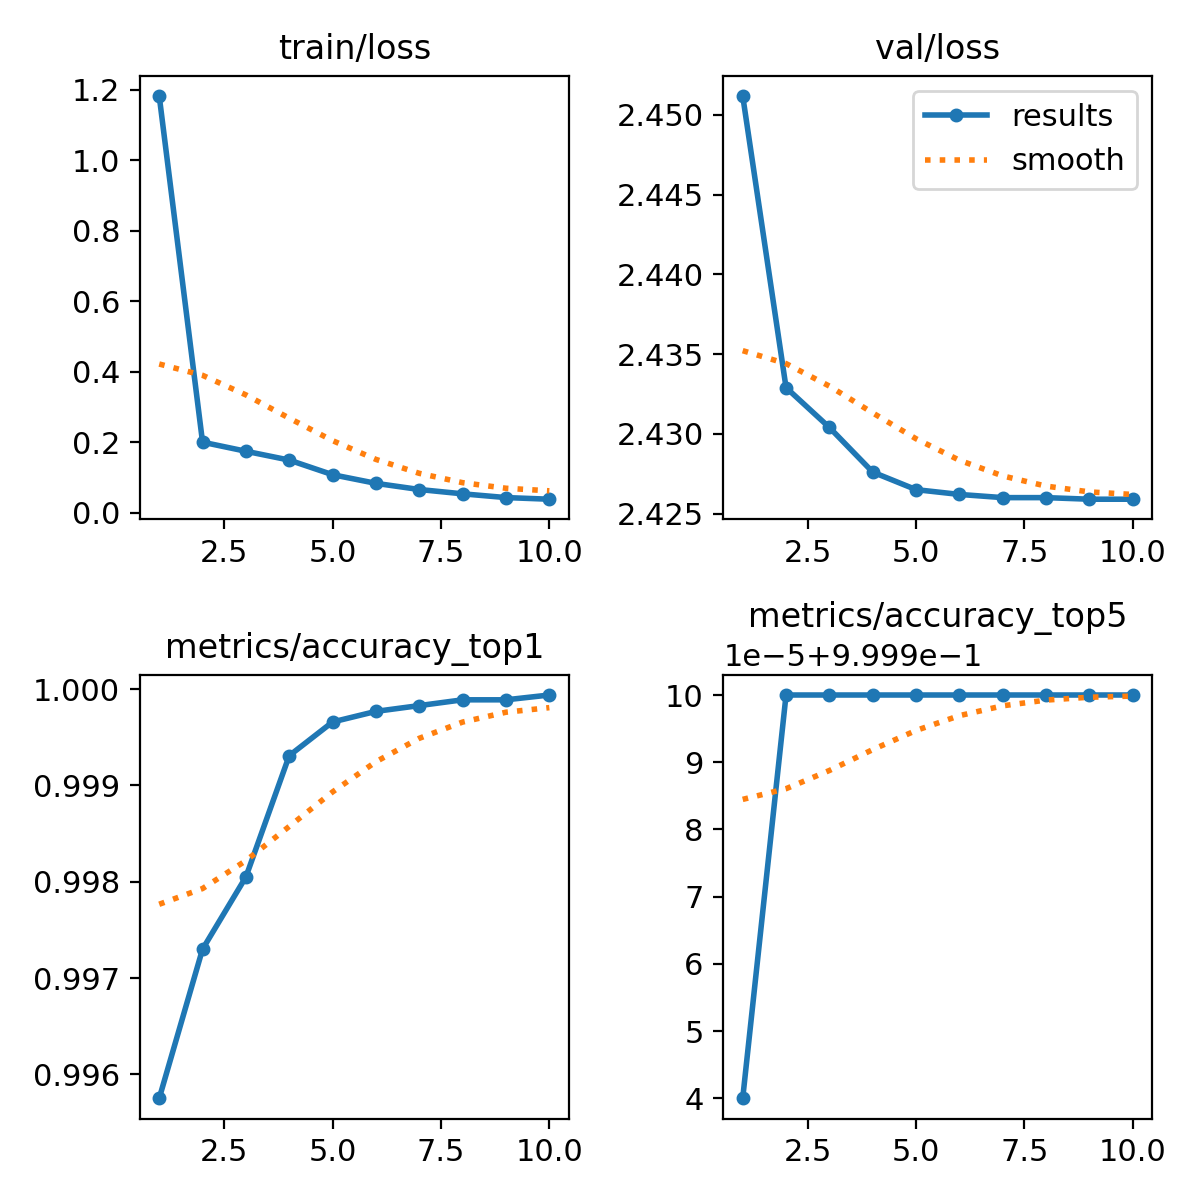 train/loss
1.2
1.0
0.8
0.6
0.4
0.2
0.0
2.5 5.0 7.5 10.0
val/loss
results
smooth
2.450
2.445
2.440
2.435
2.430
2.425
2.5 5.0 7.5 10.0
metrics/accuracy_top1
1.000
0.999
0.998
0.997
0.996
2.5 5.0 7.5 10.0
metrics/accuracy_top5
1e−5+9.999e−1
10
9
8
7
6
5
4
2.5 5.0 7.5 10.0